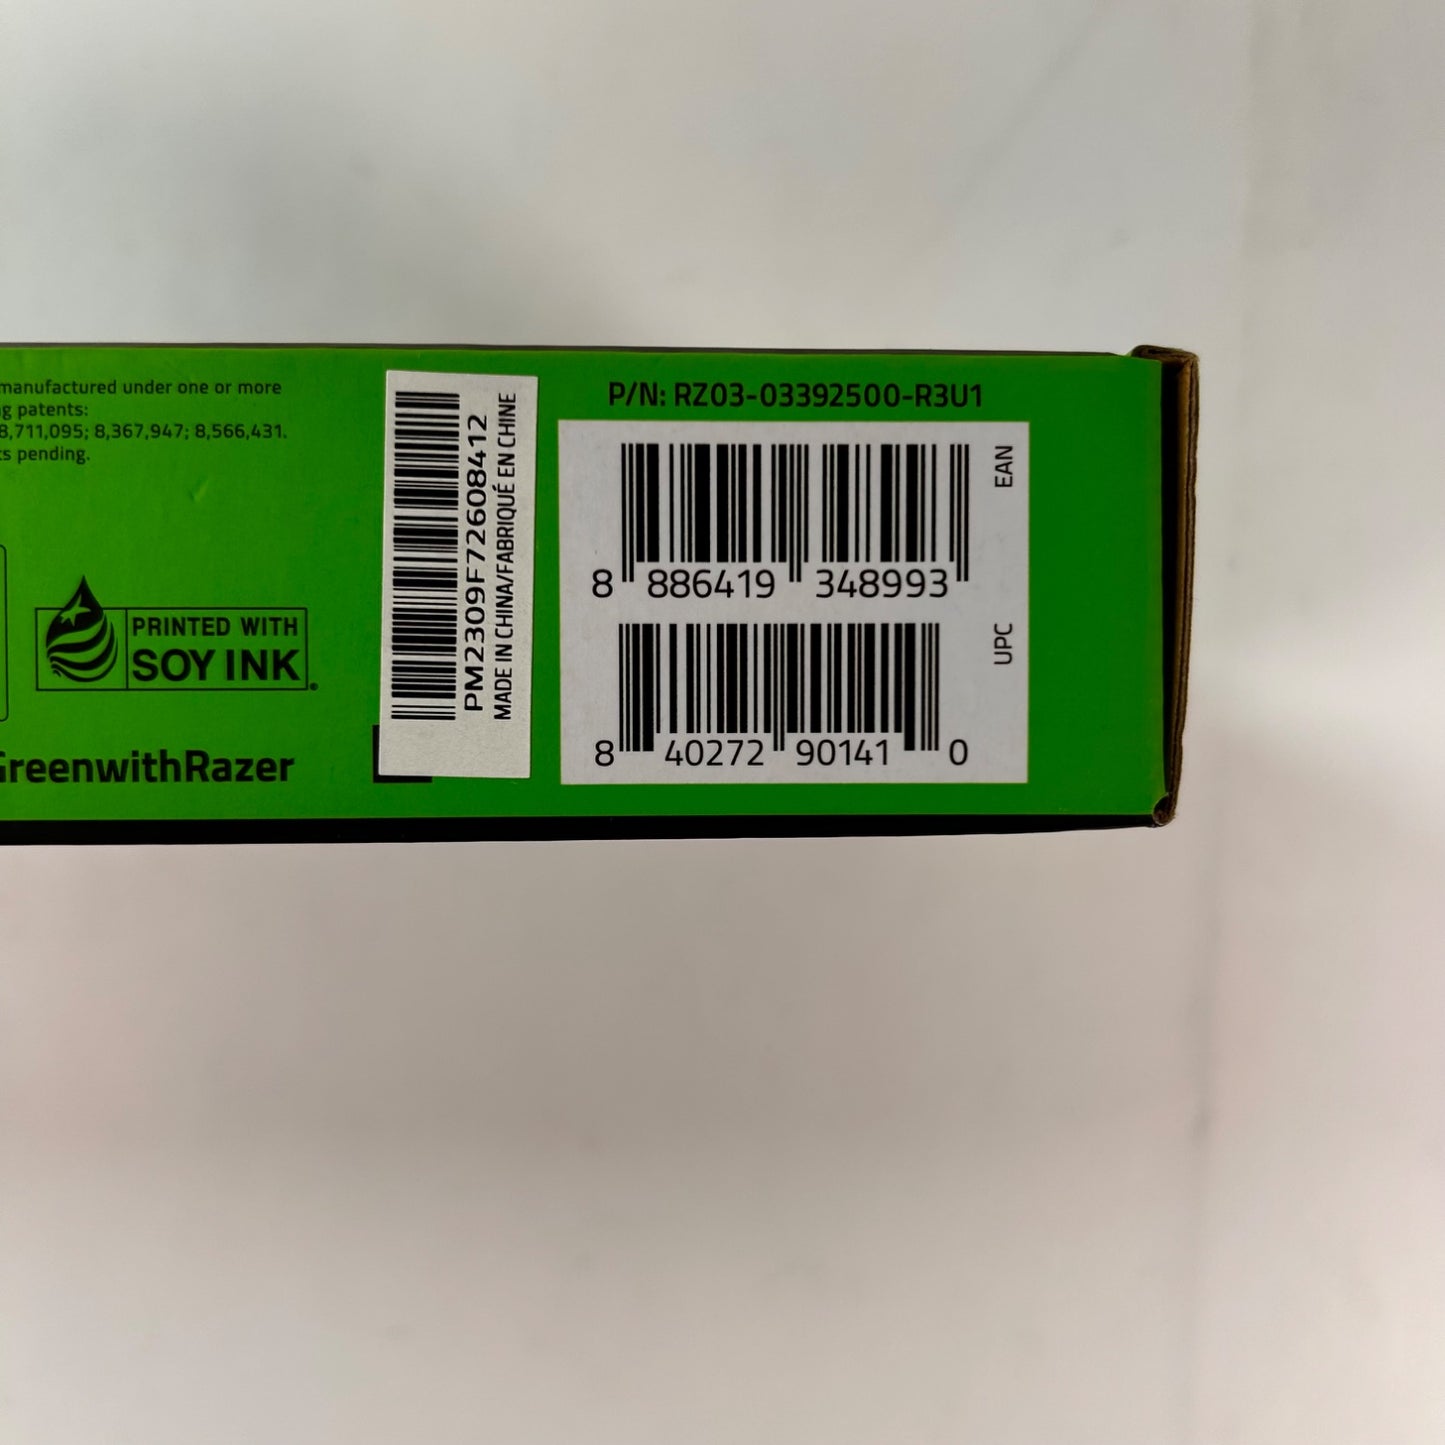 manufactured under one or more
patents:
8,711,095; 8,367,947; 8,566,431.
pending.
PRINTED WITH
SOY INK
GreenwithRazer
PM2309F72608412
MADE IN CHINA/FABRIQUÉ EN CHINE
P/N: RZ03-03392500-R3U1
EAN
8 886419 348993
UPC
8 40272 90141 0